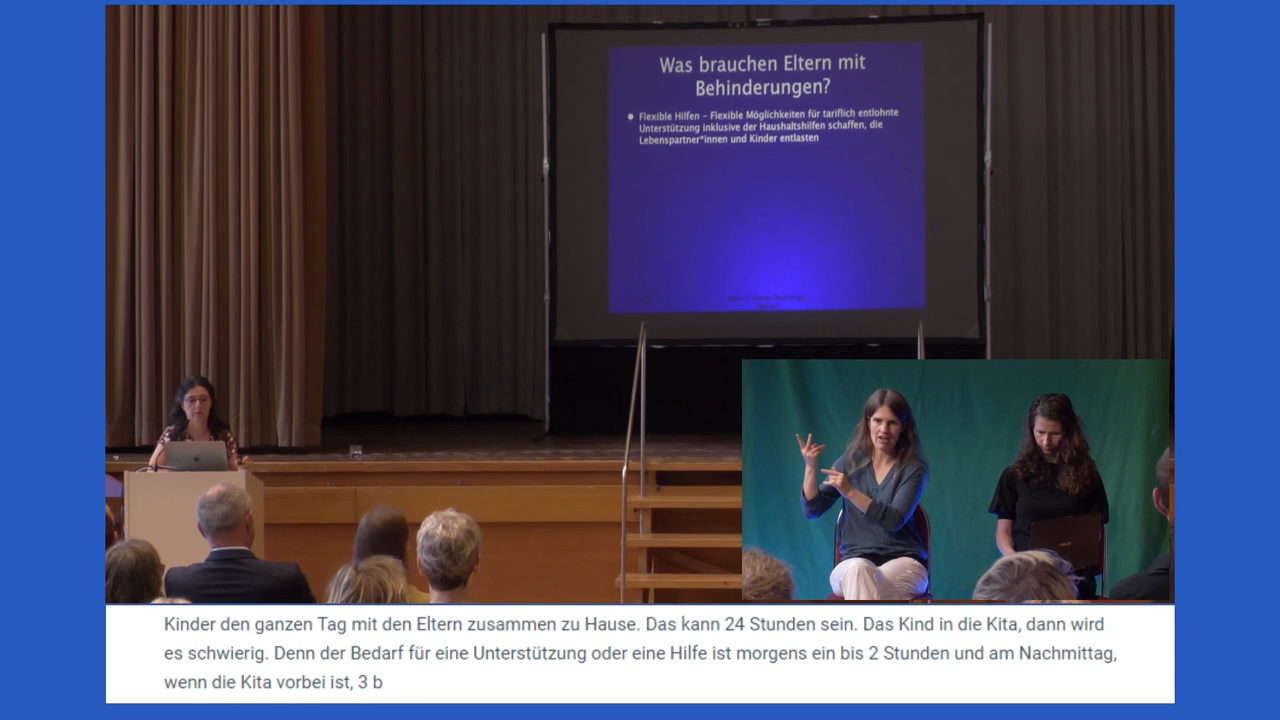 Was brauchen Eltern mit
Behinderungen?
● Flexible Hilfen – Flexible Möglichkeiten für tariflich entlohnte
Unterstützung inklusive der Haushaltshilfen schaffen, die
Lebenspartner*innen und Kinder entlasten
Kinder den ganzen Tag mit den Eltern zusammen zu Hause. Das kann 24 Stunden sein. Das Kind in die Kita, dann wird
es schwierig. Denn der Bedarf für eine Unterstützung oder eine Hilfe ist morgens ein bis 2 Stunden und am Nachmittag,
wenn die Kita vorbei ist, 3 b